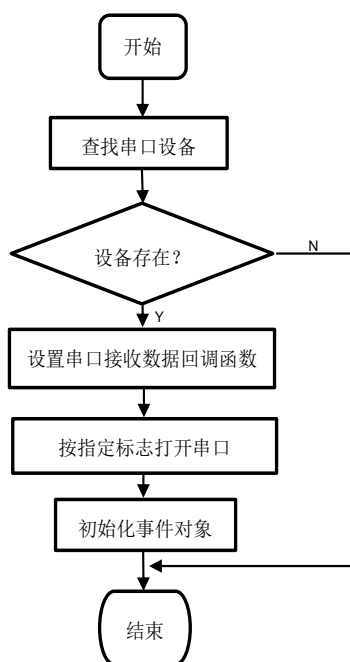 开始
查找串口设备
设备存在？
N
Y
设置串口接收数据回调函数
按指定标志打开串口
初始化事件对象
结束